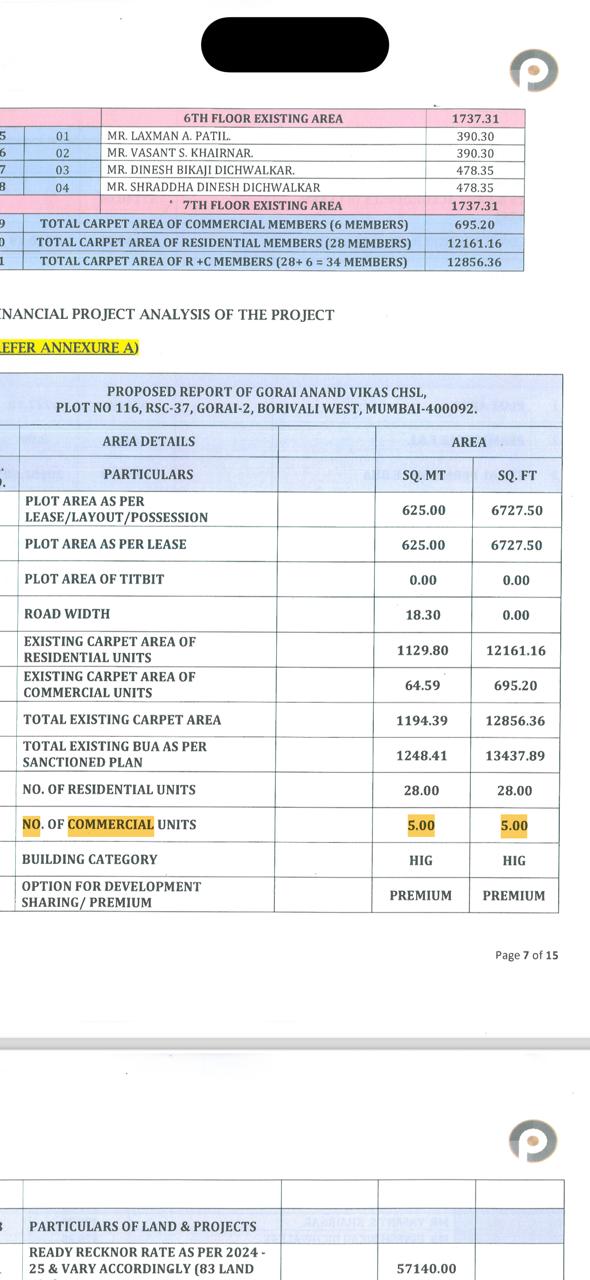 6TH FLOOR EXISTING AREA 1737.31
5 01 MR. LAXMAN A. PATIL. 390.30
6 02 MR. VASANT S. KHAIRNAR. 390.30
7 03 MR. DINESH BIKAJI DICHWALKAR. 478.35
8 04 MR. SHRADDHA DINESH DICHWALKAR 478.35
7TH FLOOR EXISTING AREA 1737.31
9 TOTAL CARPET AREA OF COMMERCIAL MEMBERS (6 MEMBERS) 695.20
0 TOTAL CARPET AREA OF RESIDENTIAL MEMBERS (28 MEMBERS) 12161.16
1 TOTAL CARPET AREA OF R +C MEMBERS (28+ 6 = 34 MEMBERS) 12856.36
INANCIAL PROJECT ANALYSIS OF THE PROJECT
EFER ANNEXURE A)
PROPOSED REPORT OF GORAI ANAND VIKAS CHSL,
PLOT NO 116, RSC-37, GORAI-2, BORIVALI WEST, MUMBAI-400092.
AREA DETAILS AREA
PARTICULARS SQ. MT SQ. FT
PLOT AREA AS PER
LEASE/LAYOUT/POSSESSION 625.00 6727.50
PLOT AREA AS PER LEASE 625.00 6727.50
PLOT AREA OF TITBIT 0.00 0.00
ROAD WIDTH 18.30 0.00
EXISTING CARPET AREA OF
RESIDENTIAL UNITS 1129.80 12161.16
EXISTING CARPET AREA OF
COMMERCIAL UNITS 64.59 695.20
TOTAL EXISTING CARPET AREA 1194.39 12856.36
TOTAL EXISTING BUA AS PER
SANCTIONED PLAN 1248.41 13437.89
NO. OF RESIDENTIAL UNITS 28.00 28.00
NO. OF COMMERCIAL UNITS 5.00 5.00
BUILDING CATEGORY HIG HIG
OPTION FOR DEVELOPMENT
SHARING/ PREMIUM PREMIUM PREMIUM
Page 7 of 15
PARTICULARS OF LAND & PROJECTS
READY RECKNOR RATE AS PER 2024 -
25 & VARY ACCORDINGLY (83 LAND 57140.00